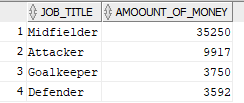 JOB_TITLE AMOOUNT_OF_MONEY
1 Midfielder 35250
2 Attacker 9917
3 Goalkeeper 3750
4 Defender 3592